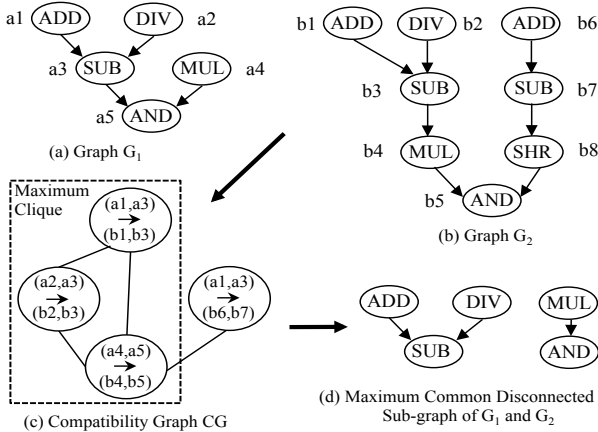 a1 ADD DIV a2
a3 SUB MUL a4
a5 AND
(a) Graph G1
b1 ADD DIV b2 ADD b6
b3 SUB SUB b7
b4 MUL SHR b8
b5 AND
(b) Graph G2
Maximum
Clique
(a1,a3)
(b1,b3)
(a2,a3)
(b2,b3)
(a1,a3)
(b6,b7)
(a4,a5)
(b4,b5)
(c) Compatibility Graph CG
ADD DIV MUL
SUB AND
(d) Maximum Common Disconnected
Sub-graph of G1 and G2